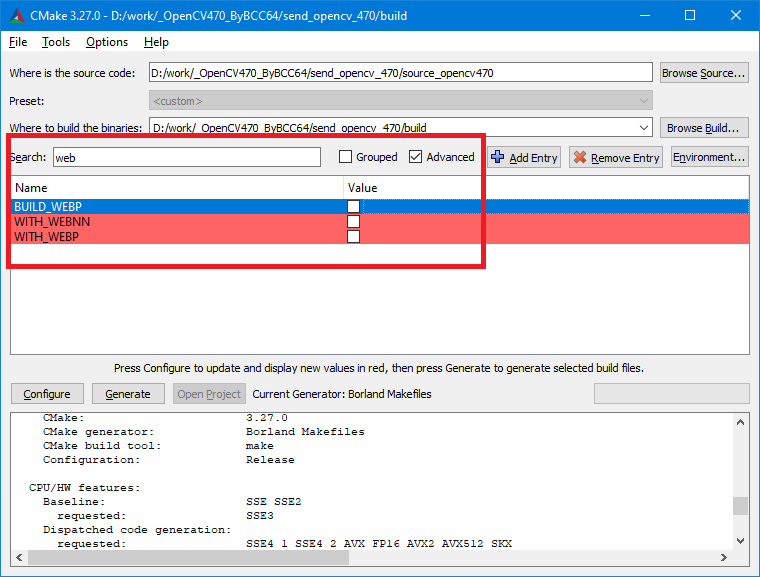 CMake 3.27.0 - D:/work/_OpenCV470_ByBCC64/send_opencv_470/build
File Tools Options Help
Where is the source code: D:/work/_OpenCV470_ByBCC64/send_opencv_470/source_opencv470 Browse Source...
Preset: <custom>
Where to build the binaries: D:/work/_OpenCV470_ByBCC64/send_opencv_470/build Browse Build...
Search: web Grouped Advanced Add Entry Remove Entry Environment...
Name Value
BUILD_WEBP
WITH_WEBNN
WITH_WEBP
Press Configure to update and display new values in red, then press Generate to generate selected build files.
Configure Generate Open Project Current Generator: Borland Makefiles
CMake: 3.27.0
CMake generator: Borland Makefiles
CMake build tool: make
Configuration: Release
CPU/HW features:
Baseline: SSE SSE2
requested: SSE3
Dispatched code generation:
requested: SSE4_1 SSE4_2 AVX FP16 AVX2 AVX512_SKX